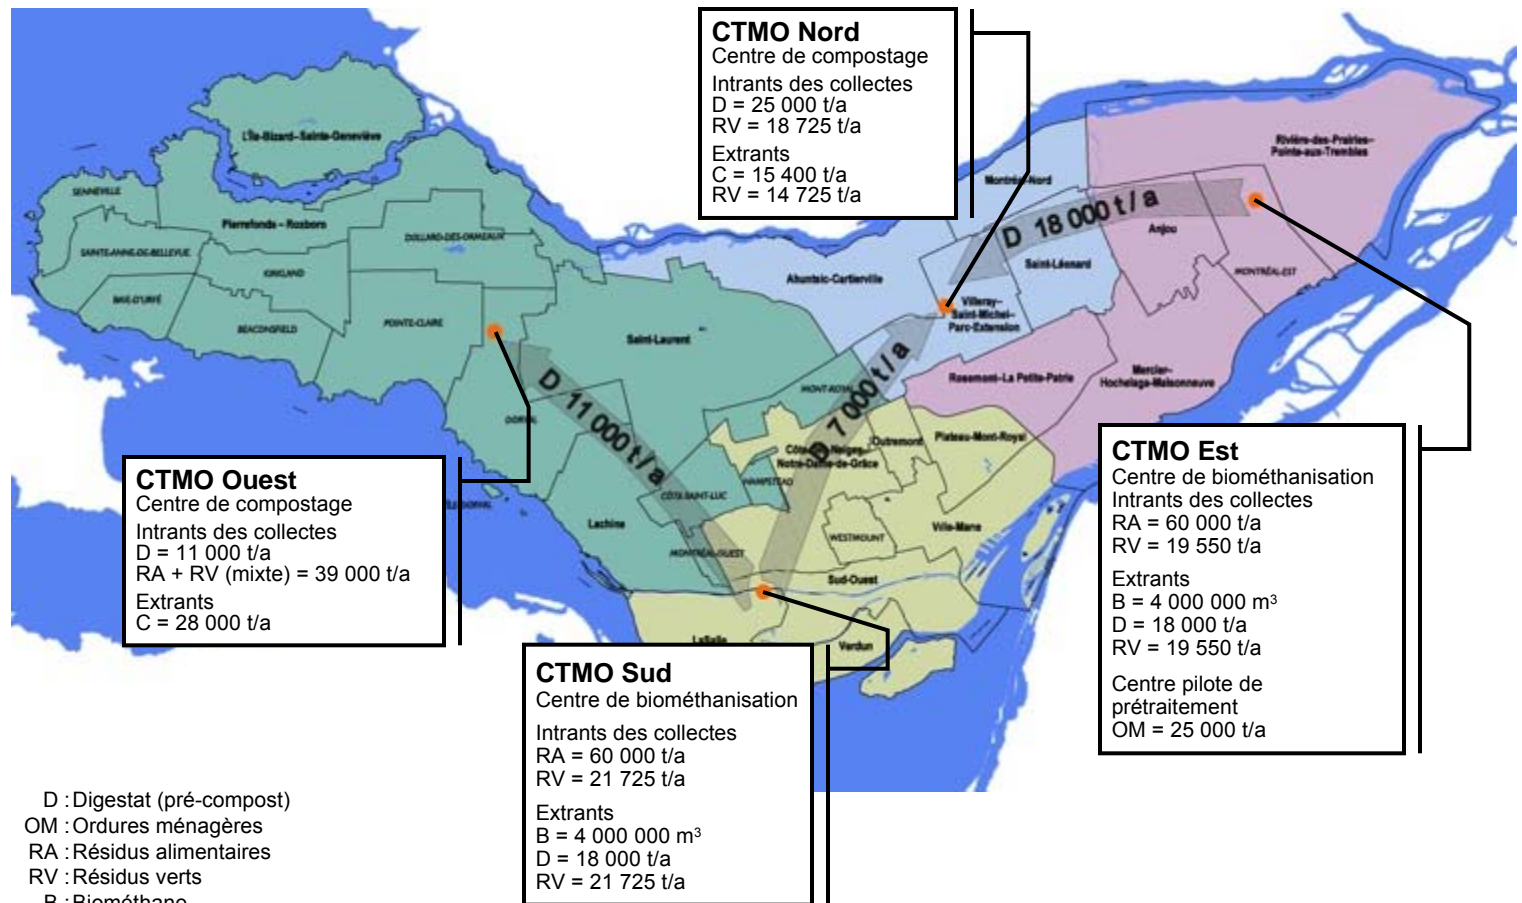 CTMO Nord
Centre de compostage
Intrants des collectes
D = 25 000 t/a
RV = 18 725 t/a
Extrants
C = 15 400 t/a
RV = 14 725 t/a
L'Île-Bizard–Sainte-Geneviève
Rivière-des-Prairies–
Pointe-aux-Trembles
Montréal-Nord
SENNEVILLE
Pierrefonds – Roxboro
DOLLARD-DES-ORMEAUX
D 18 000 t / a
Anjou
SAINTE-ANNE-DE-BELLEVUE
KIRKLAND
Ahuntsic-Cartierville
Saint-Léonard
MONTRÉAL-EST
BAIE-D'URFÉ
BEACONSFIELD
POINTE-CLAIRE
Saint-Laurent
Villeray–
Saint-Michel–
Parc-Extension
Rosemont–La Petite-Patrie
Mercier–
Hochelaga-Maisonneuve
MONT-ROYAL
D 11 000 t / a
D 7 000 t / a
DORVAL
Outremont
Plateau-Mont-Royal
Côte-des-Neiges–
Notre-Dame-de-Grâce
HAMPSTEAD
CÔTE-SAINT-LUC
L'ÎLE-DORVAL
Lachine
Ville-Marie
WESTMOUNT
MONTRÉAL-OUEST
Sud-Ouest
LaSalle
Verdun
CTMO Ouest
Centre de compostage
Intrants des collectes
D = 11 000 t/a
RA + RV (mixte) = 39 000 t/a
Extrants
C = 28 000 t/a
CTMO Est
Centre de biométhanisation
Intrants des collectes
RA = 60 000 t/a
RV = 19 550 t/a
Extrants
B = 4 000 000 m³
D = 18 000 t/a
RV = 19 550 t/a
Centre pilote de
prétraitement
OM = 25 000 t/a
CTMO Sud
Centre de biométhanisation
Intrants des collectes
RA = 60 000 t/a
RV = 21 725 t/a
Extrants
B = 4 000 000 m³
D = 18 000 t/a
RV = 21 725 t/a
D : Digestat (pré-compost)
OM : Ordures ménagères
RA : Résidus alimentaires
RV : Résidus verts
B : Biométhane